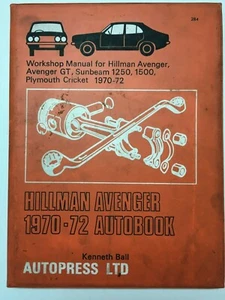 284
Workshop Manual for Hillman Avenger,
Avenger GT, Sunbeam 1250, 1500,
Plymouth Cricket 1970-72
HILLMAN AVENGER
1970-72 AUTOBOOK
Kenneth Ball
AUTOPRESS LTD